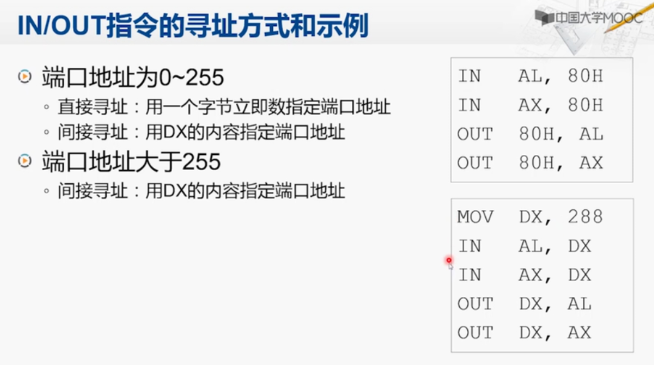 IN/OUT指令的寻址方式和示例
中国大学MOOC
端口地址为0~255
直接寻址：用一个字节立即数指定端口地址
间接寻址：用DX的内容指定端口地址
端口地址大于255
间接寻址：用DX的内容指定端口地址
IN AL, 80H
IN AX, 80H
OUT 80H, AL
OUT 80H, AX
MOV DX, 288
IN AL, DX
IN AX, DX
OUT DX, AL
OUT DX, AX